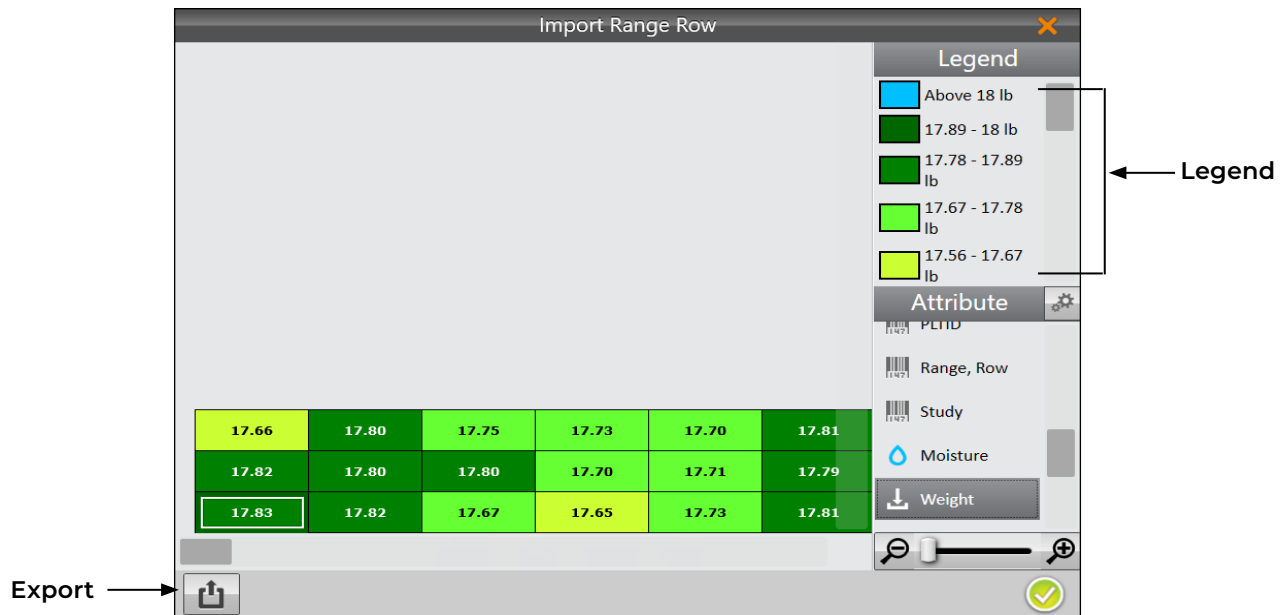 Import Range Row
Legend
Above 18 lb
17.89 - 18 lb
17.78 - 17.89
lb
17.67 - 17.78
lb
17.56 - 17.67
lb
Legend
Attribute
PLTID
Range, Row
Study
Moisture
Weight
17.66 17.80 17.75 17.73 17.70 17.81
17.82 17.80 17.80 17.70 17.71 17.79
17.83 17.82 17.67 17.65 17.73 17.81
Export